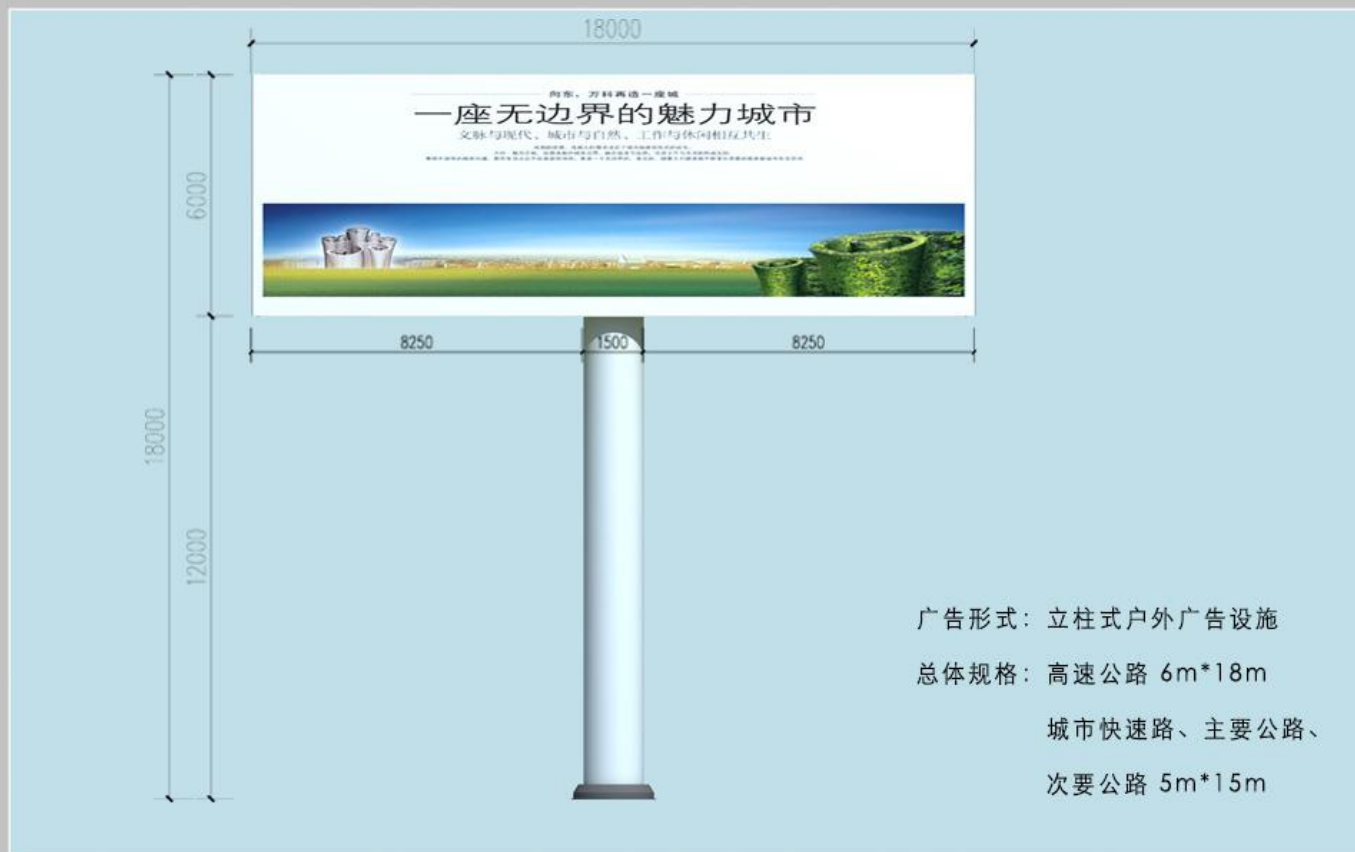 18000
向东，万科再造一座城
一座无边界的魅力城市
文脉与现代、城市与自然、工作与休闲相互共生
6000
8250 1500 8250
18000
12000
广告形式：立柱式户外广告设施
总体规格：高速公路 6m*18m
城市快速路、主要公路、
次要公路 5m*15m